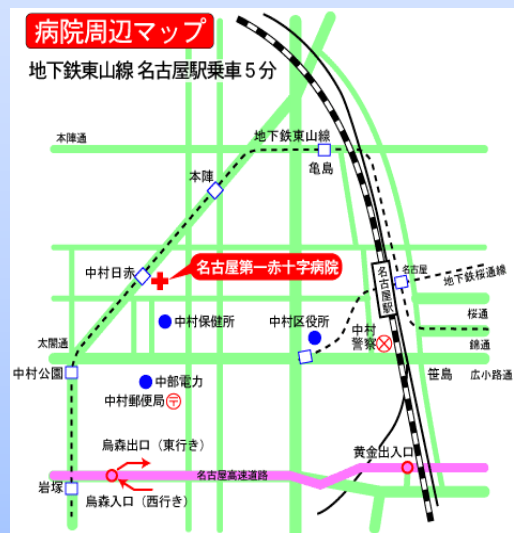 病院周辺マップ
地下鉄東山線 名古屋駅乗車5分
本陣通
地下鉄東山線
亀島
本陣
中村日赤
名古屋第一赤十字病院
名古屋
名古屋駅
地下鉄桜通線
中村保健所
中村区役所
桜通
太閤通
中村
警察
錦通
中村公園
中部電力
笹島
広小路通
中村郵便局
烏森出口(東行き)
黄金出入口
名古屋高速道路
岩塚
烏森入口(西行き)